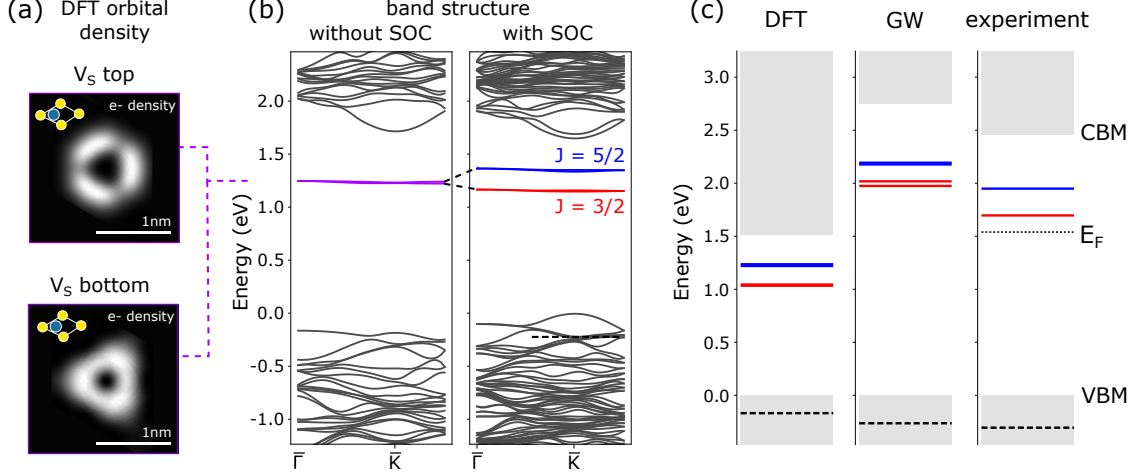 (a)
DFT orbital
density
V_S top
e- density
1nm
V_S bottom
e- density
1nm
(b)
band structure
without SOC
with SOC
Energy (eV)
2.0
1.5
1.0
0.5
0.0
-0.5
-1.0
J = 5/2
J = 3/2
Γ̅
K̅
Γ̅
K̅
(c)
DFT
GW
experiment
Energy (eV)
3.0
2.5
2.0
1.5
1.0
0.5
0.0
CBM
E_F
VBM